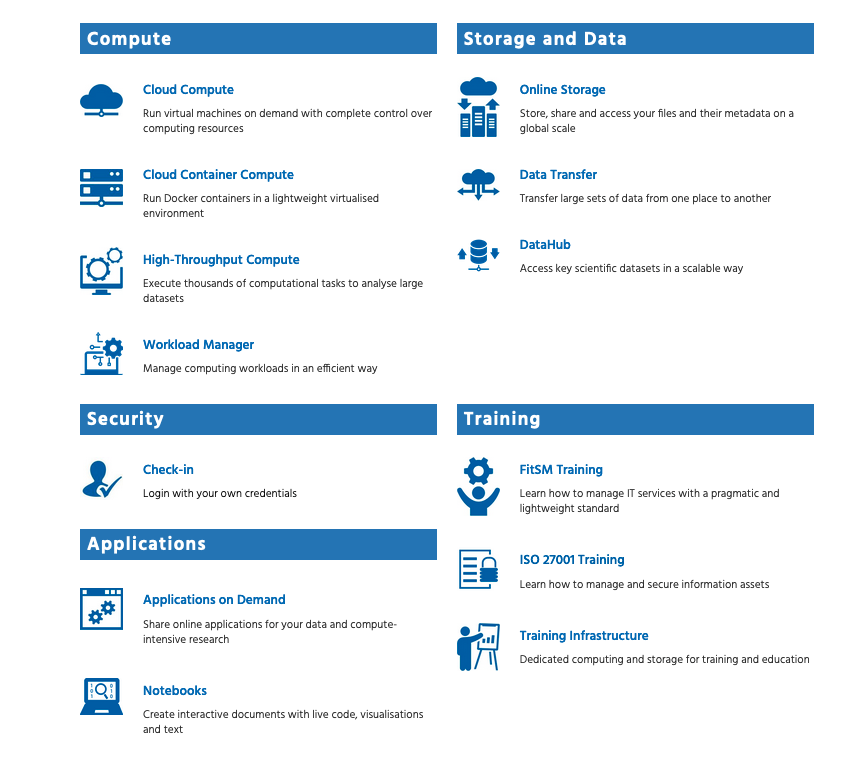 Compute
Cloud Compute
Run virtual machines on demand with complete control over
computing resources
Cloud Container Compute
Run Docker containers in a lightweight virtualised
environment
High-Throughput Compute
Execute thousands of computational tasks to analyse large
datasets
Workload Manager
Manage computing workloads in an efficient way
Storage and Data
Online Storage
Store, share and access your files and their metadata on a
global scale
Data Transfer
Transfer large sets of data from one place to another
DataHub
Access key scientific datasets in a scalable way
Security
Check-in
Login with your own credentials
Applications
Applications on Demand
Share online applications for your data and compute-
intensive research
Notebooks
Create interactive documents with live code, visualisations
and text
Training
FitSM Training
Learn how to manage IT services with a pragmatic and
lightweight standard
ISO 27001 Training
Learn how to manage and secure information assets
Training Infrastructure
Dedicated computing and storage for training and education